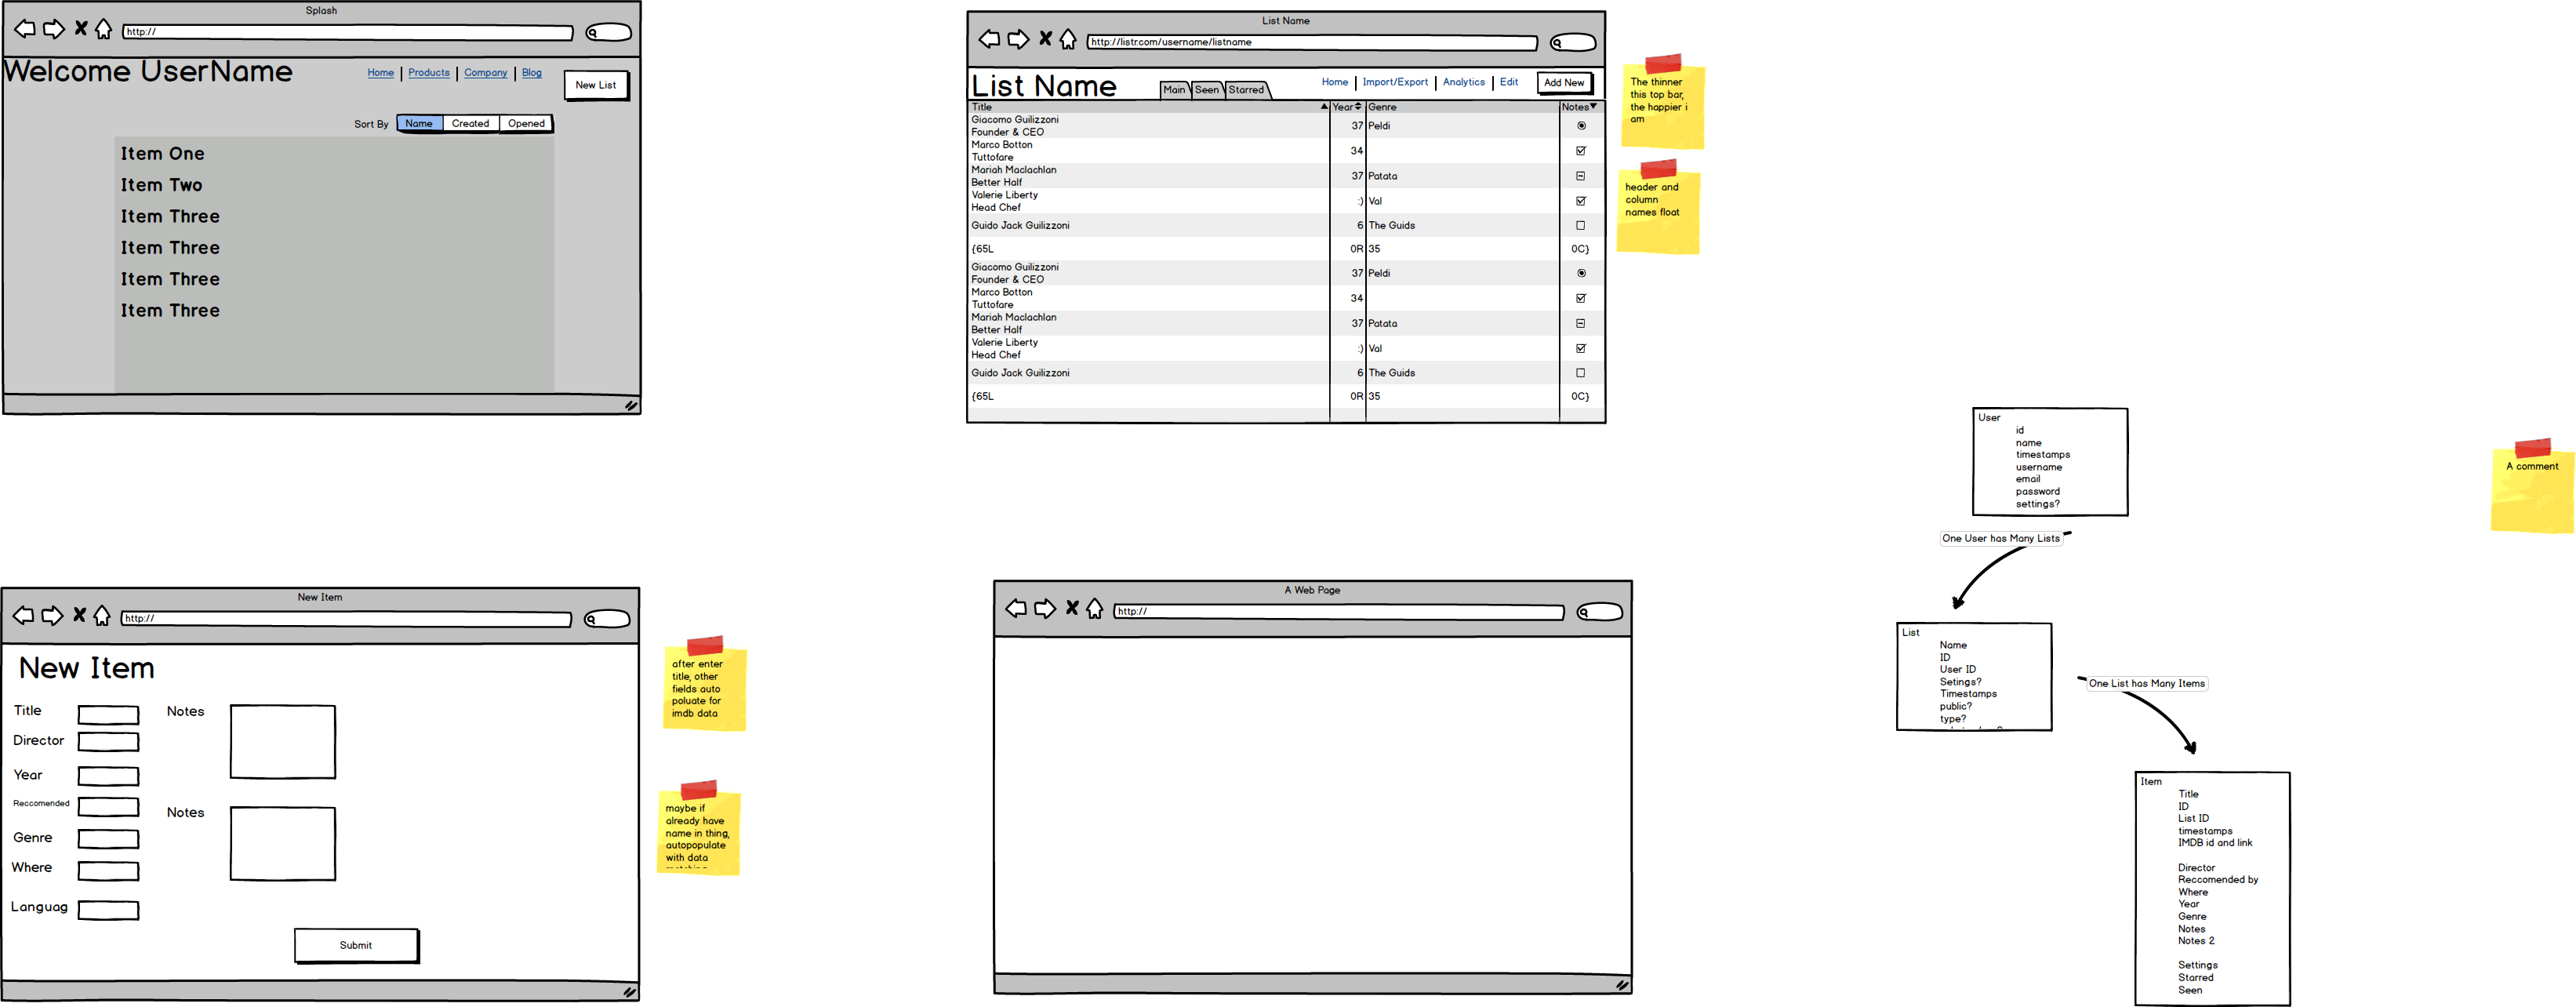 Splash
http://
Welcome UserName
Home Products Company Blog
New List
Sort By Name Created Opened
Item One
Item Two
Item Three
Item Three
Item Three
Item Three
List Name
http://listr.com/username/listname
List Name
Main Seen Starred
Home Import/Export Analytics Edit
Add New
Title Year Genre Notes
Giacomo Guilizzoni
Founder & CEO
37 Peldi
Marco Botton
Tuttofare
34
Mariah Maclachlan
Better Half
37 Patata
Valerie Liberty
Head Chef
:) Val
Guido Jack Guilizzoni 6 The Guids
{65L 0R 35 0C}
Giacomo Guilizzoni
Founder & CEO
37 Peldi
Marco Botton
Tuttofare
34
Mariah Maclachlan
Better Half
37 Patata
Valerie Liberty
Head Chef
:) Val
Guido Jack Guilizzoni 6 The Guids
{65L 0R 35 0C}
The thinner
this top bar,
the happier i
am
header and
column
names float
User
id
name
timestamps
username
email
password
settings?
A comment
One User has Many Lists
List
Name
ID
User ID
Setings?
Timestamps
public?
type?
One List has Many Items
Item
Title
ID
List ID
timestamps
IMDB id and link
Director
Reccomended by
Where
Year
Genre
Notes
Notes 2
Settings
Starred
Seen
New Item
http://
New Item
Title
Director
Year
Reccomended
Genre
Where
Languag
Notes
Notes
Submit
after enter
title, other
fields auto
poluate for
imdb data
maybe if
already have
name in thing,
autopopulate
with data
A Web Page
http://